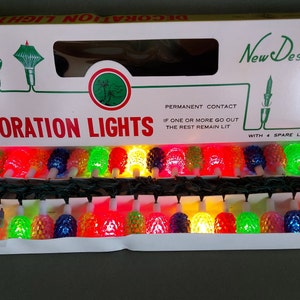 DECORATION LIGH
New Des
PERMANENT CONTACT
IF ONE OR MORE GO OUT
THE REST REMAIN LIT
ORATION LIGHTS
WITH 4 SPARE L